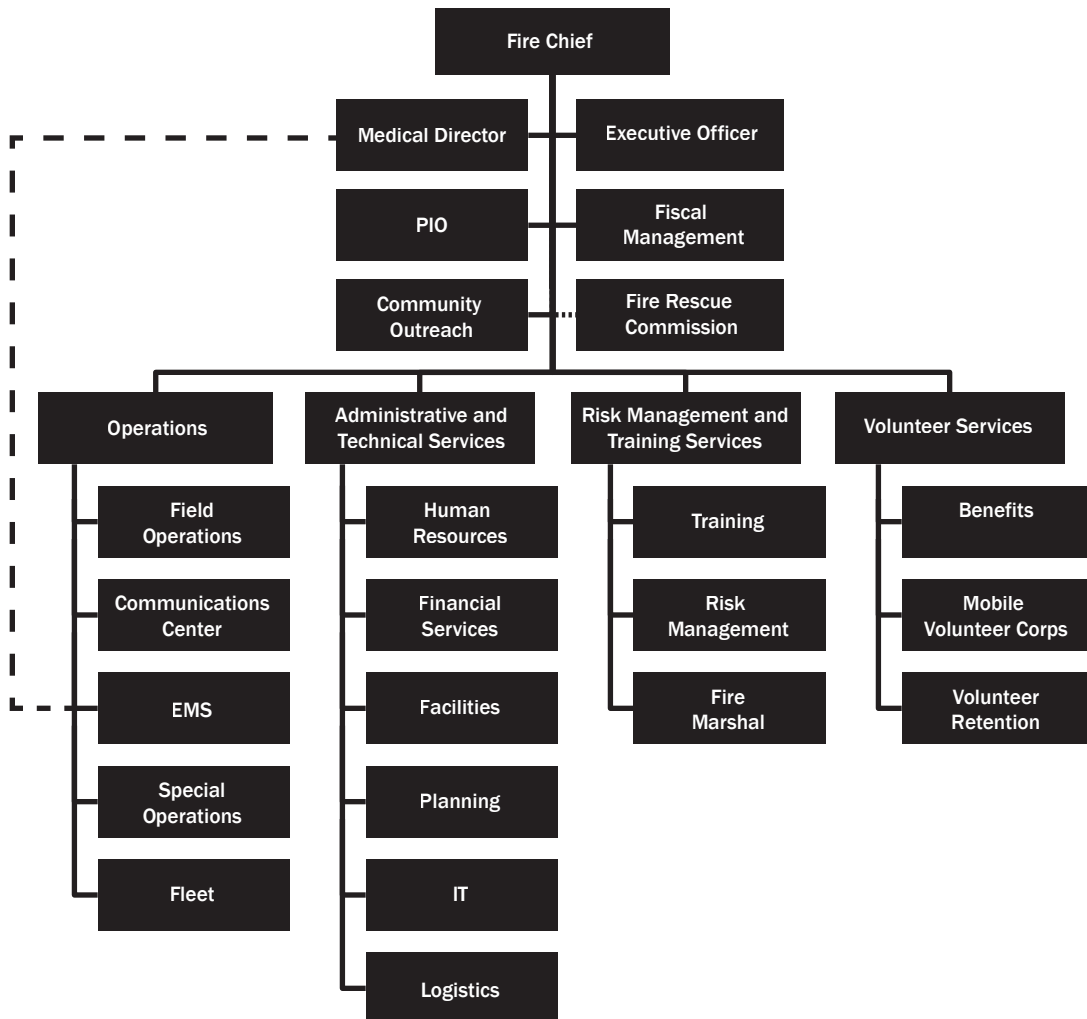 Fire Chief
Medical Director
Executive Officer
PIO
Fiscal
Management
Community
Outreach
Fire Rescue
Commission
Operations
Administrative and
Technical Services
Risk Management and
Training Services
Volunteer Services
Field
Operations
Communications
Center
EMS
Special
Operations
Fleet
Human
Resources
Financial
Services
Facilities
Planning
IT
Logistics
Training
Risk
Management
Fire
Marshal
Benefits
Mobile
Volunteer Corps
Volunteer
Retention